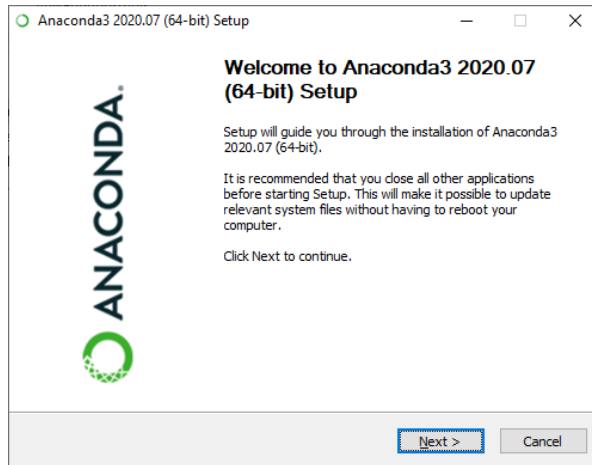 Anaconda3 2020.07 (64-bit) Setup
Welcome to Anaconda3 2020.07
(64-bit) Setup
Setup will guide you through the installation of Anaconda3
2020.07 (64-bit).
It is recommended that you close all other applications
before starting Setup. This will make it possible to update
relevant system files without having to reboot your
computer.
Click Next to continue.
ANACONDA.
Next >
Cancel